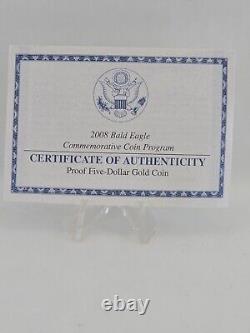 2008 Bald Eagle
Commemorative Coin Program
CERTIFICATE OF AUTHENTICITY
Proof Five-Dollar Gold Coin